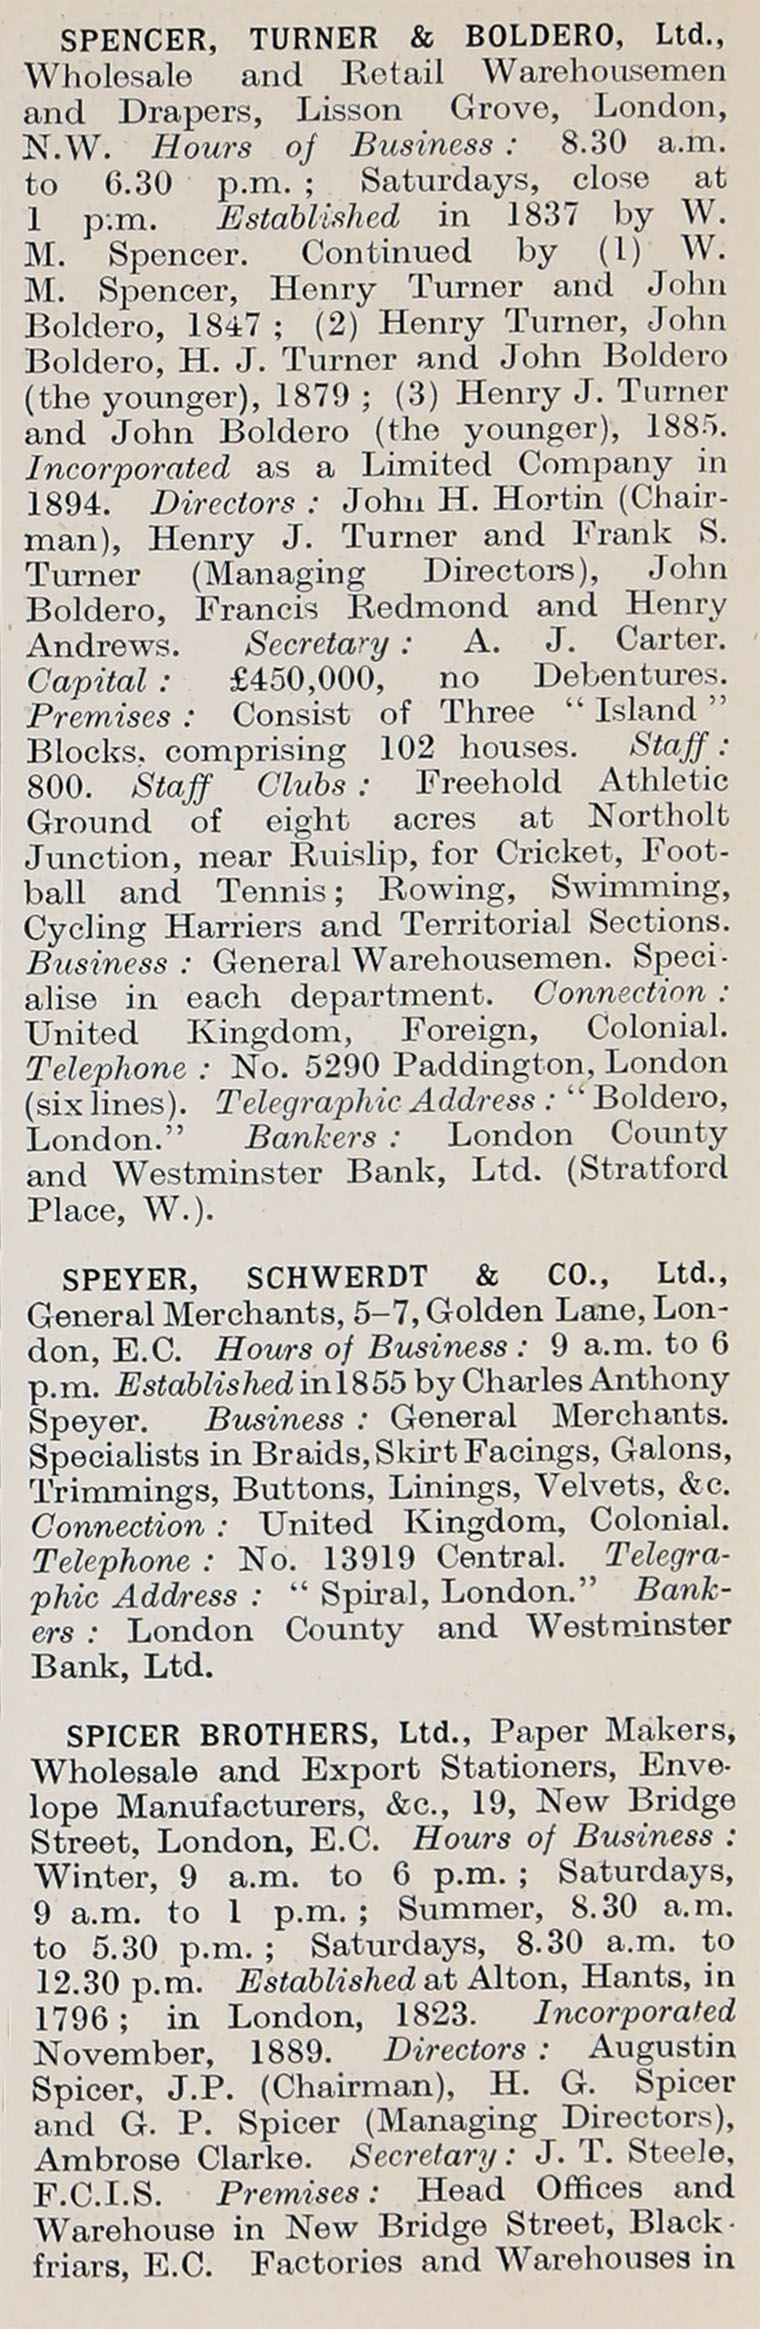 SPENCER, TURNER & BOLDERO, Ltd.,
Wholesale and Retail Warehousemen
and Drapers, Lisson Grove, London,
N.W. Hours of Business : 8.30 a.m.
to 6.30 p.m. ; Saturdays, close at
1 p.m. Established in 1837 by W.
M. Spencer. Continued by (1) W.
M. Spencer, Henry Turner and John
Boldero, 1847 ; (2) Henry Turner, John
Boldero, H. J. Turner and John Boldero
(the younger), 1879 ; (3) Henry J. Turner
and John Boldero (the younger), 1885.
Incorporated as a Limited Company in
1894. Directors : John H. Hortin (Chair-
man), Henry J. Turner and Frank S.
Turner (Managing Directors), John
Boldero, Francis Redmond and Henry
Andrews. Secretary : A. J. Carter.
Capital : £450,000, no Debentures.
Premises : Consist of Three “ Island ”
Blocks, comprising 102 houses. Staff :
800. Staff Clubs : Freehold Athletic
Ground of eight acres at Northolt
Junction, near Ruislip, for Cricket, Foot-
ball and Tennis ; Rowing, Swimming,
Cycling Harriers and Territorial Sections.
Business : General Warehousemen. Speci-
alise in each department. Connection :
United Kingdom, Foreign, Colonial.
Telephone : No. 5290 Paddington, London
(six lines). Telegraphic Address : “ Boldero,
London.” Bankers : London County
and Westminster Bank, Ltd. (Stratford
Place, W.).
SPEYER, SCHWERDT & CO., Ltd.,
General Merchants, 5–7, Golden Lane, Lon-
don, E.C. Hours of Business : 9 a.m. to 6
p.m. Established in 1855 by Charles Anthony
Speyer. Business : General Merchants.
Specialists in Braids, Skirt Facings, Galons,
Trimmings, Buttons, Linings, Velvets, &c.
Connection : United Kingdom, Colonial.
Telephone : No. 13919 Central. Telegra-
phic Address : “ Spiral, London.” Bank-
ers : London County and Westminster
Bank, Ltd.
SPICER BROTHERS, Ltd., Paper Makers,
Wholesale and Export Stationers, Enve-
lope Manufacturers, &c., 19, New Bridge
Street, London, E.C. Hours of Business :
Winter, 9 a.m. to 6 p.m. ; Saturdays,
9 a.m. to 1 p.m. ; Summer, 8.30 a.m.
to 5.30 p.m. ; Saturdays, 8.30 a.m. to
12.30 p.m. Established at Alton, Hants, in
1796 ; in London, 1823. Incorporated
November, 1889. Directors : Augustin
Spicer, J.P. (Chairman), H. G. Spicer
and G. P. Spicer (Managing Directors),
Ambrose Clarke. Secretary : J. T. Steele,
F.C.I.S. Premises : Head Offices and
Warehouse in New Bridge Street, Black-
friars, E.C. Factories and Warehouses in